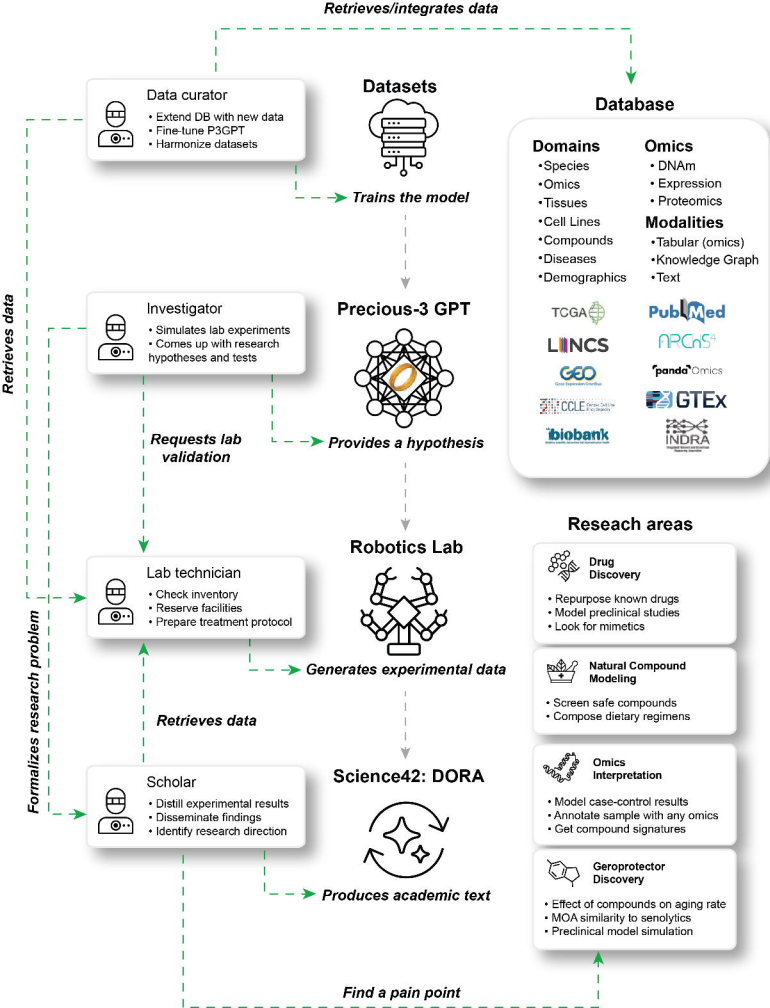 Retrieves/integrates data
Data curator
• Extend DB with new data
• Fine-tune P3GPT
• Harmonize datasets
Datasets
Trains the model
Database
Domains
•Species
•Omics
•Tissues
•Cell Lines
•Compounds
•Diseases
•Demographics
Omics
• DNAm
• Expression
• Proteomics
Modalities
•Tabular (omics)
•Knowledge Graph
•Text
TCGA
PubMed
LINCS
ARCHS4
GEO
Gene Expression Omnibus
pandaOmics
CCLE
GTEx
biobank
INDRA
Retrieves data
Investigator
• Simulates lab experiments
• Comes up with research
hypotheses and tests
Precious-3 GPT
Provides a hypothesis
Requests lab
validation
Lab technician
• Check inventory
• Reserve facilities
• Prepare treatment protocol
Robotics Lab
Generates experimental data
Formalizes research problem
Retrieves data
Scholar
• Distill experimental results
• Disseminate findings
• Identify research direction
Science42: DORA
Produces academic text
Find a pain point
Reseach areas
Drug
Discovery
• Repurpose known drugs
• Model preclinical studies
• Look for mimetics
Natural Compound
Modeling
• Screen safe compounds
• Compose dietary regimens
Omics
Interpretation
• Model case-control results
• Annotate sample with any omics
• Get compound signatures
Geroprotector
Discovery
• Effect of compounds on aging rate
• MOA similarity to senolytics
• Preclinical model simulation